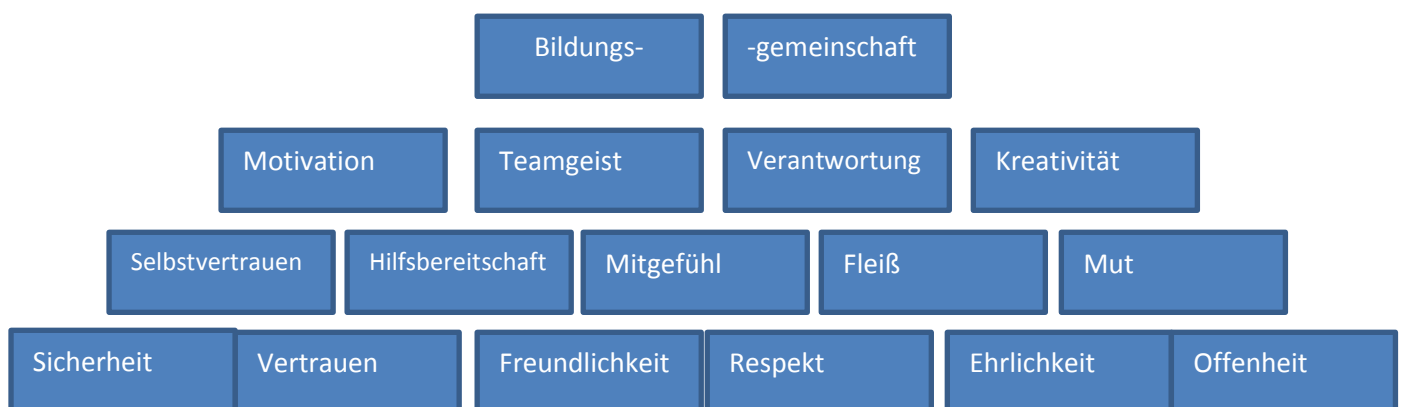 Bildungs- -gemeinschaft
Motivation Teamgeist Verantwortung Kreativität
Selbstvertrauen Hilfsbereitschaft Mitgefühl Fleiß Mut
Sicherheit Vertrauen Freundlichkeit Respekt Ehrlichkeit Offenheit